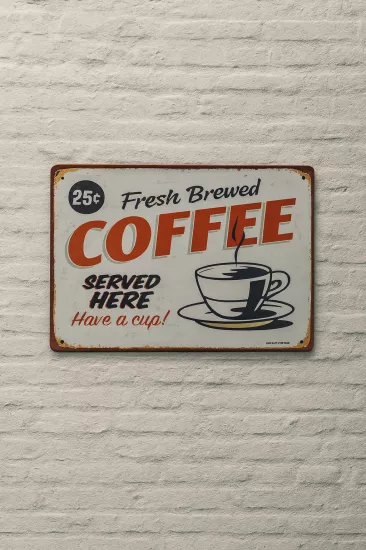 25¢
Fresh Brewed
COFFEE
SERVED
HERE
Have a cup!